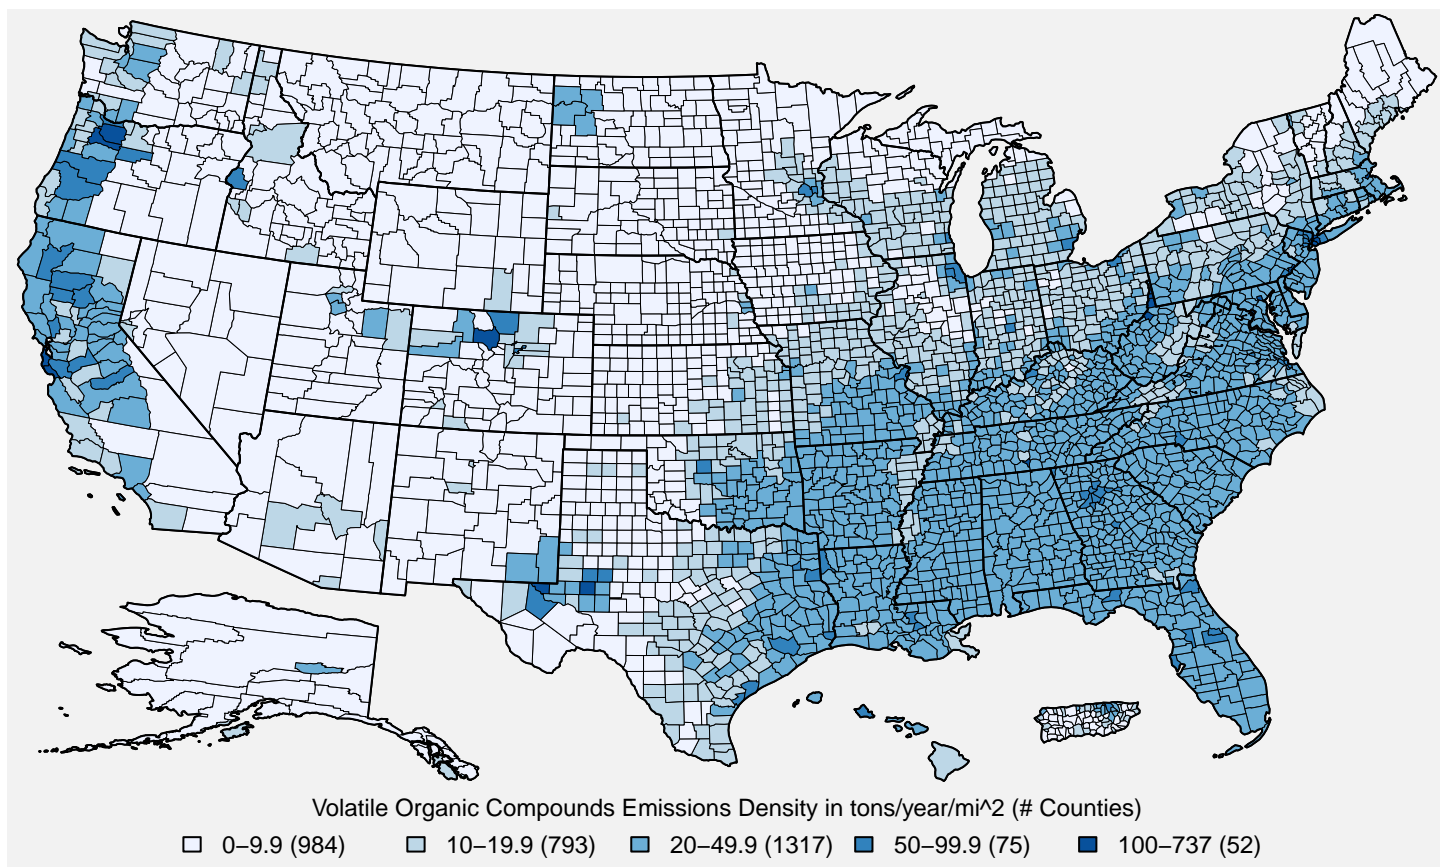 Volatile Organic Compounds Emissions Density in tons/year/mi^2 (# Counties)
0−9.9 (984) 10−19.9 (793) 20−49.9 (1317) 50−99.9 (75) 100−737 (52)